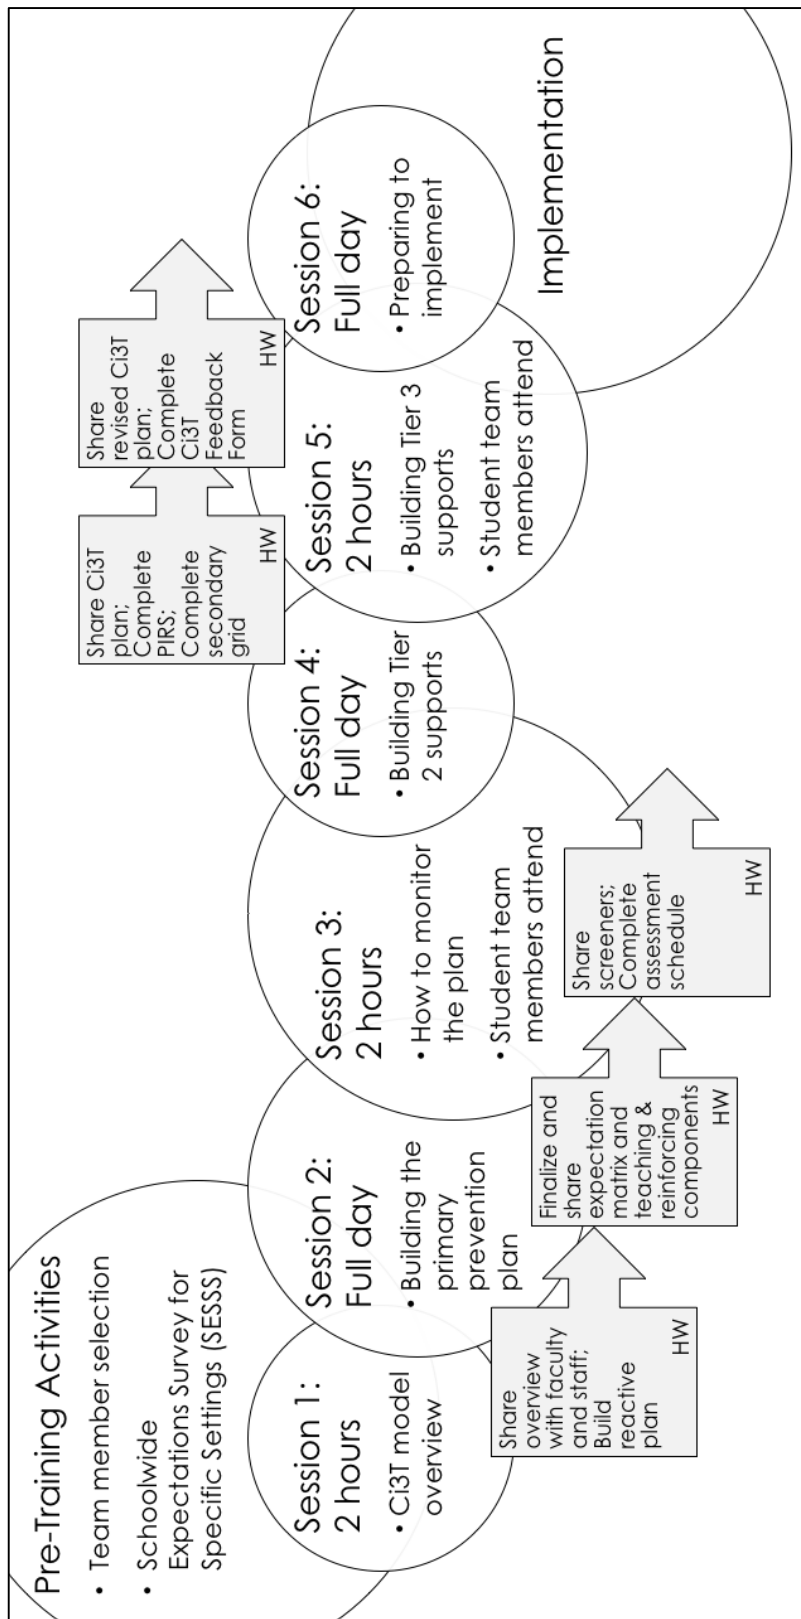 Pre-Training Activities
• Team member selection
• Schoolwide
Expectations Survey for
Specific Settings (SESSS)
Session 1:
2 hours
• Ci3T model
overview
Share
overview
with faculty
and staff;
Build
reactive
plan
HW
Session 2:
Full day
• Building the
primary
prevention
plan
Finalize and
share
expectation
matrix and
teaching &
reinforcing
components
HW
Session 3:
2 hours
• How to monitor
the plan
• Student team
members attend
Share
screeners;
Complete
assessment
schedule
HW
Session 4:
Full day
• Building Tier
2 supports
Share Ci3T
plan;
Complete
PIRS;
Complete
secondary
grid
HW
Session 5:
2 hours
• Building Tier 3
supports
• Student team
members attend
Share
revised Ci3T
plan;
Complete
Ci3T
Feedback
Form
HW
Session 6:
Full day
• Preparing to
implement
Implementation